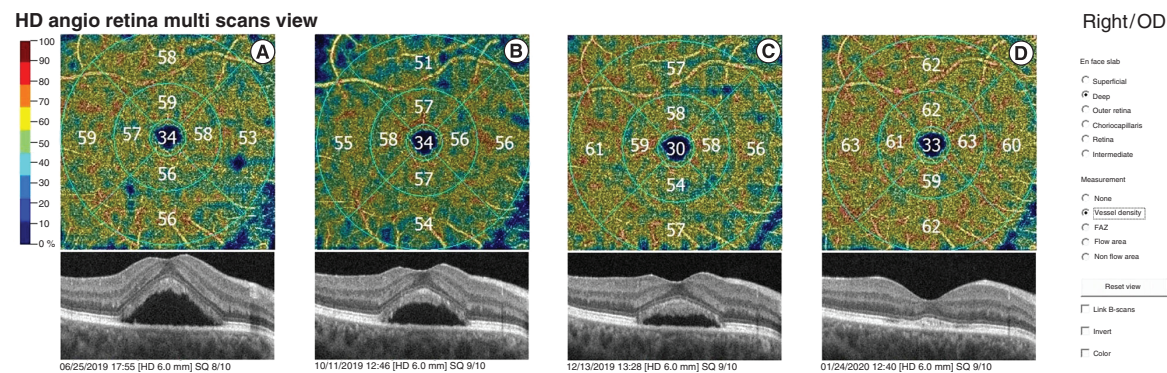 HD angio retina multi scans view
Right/OD
A
B
C
D
100
90
80
70
60
50
40
30
20
10
0 %
58
59
59 57 34 58 53
56
56
51
57
55 58 34 56 56
57
54
57
58
61 59 30 58 56
54
57
62
62
63 61 33 63 60
59
62
06/25/2019 17:55 [HD 6.0 mm] SQ 8/10
10/11/2019 12:46 [HD 6.0 mm] SQ 9/10
12/13/2019 13:28 [HD 6.0 mm] SQ 9/10
01/24/2020 12:40 [HD 6.0 mm] SQ 9/10
En face slab
Superficial
Deep
Outer retina
Choriocapillaris
Retina
Intermediate
Measurement
None
Vessel density
FAZ
Flow area
Non flow area
Reset view
Link B-scans
Invert
Color